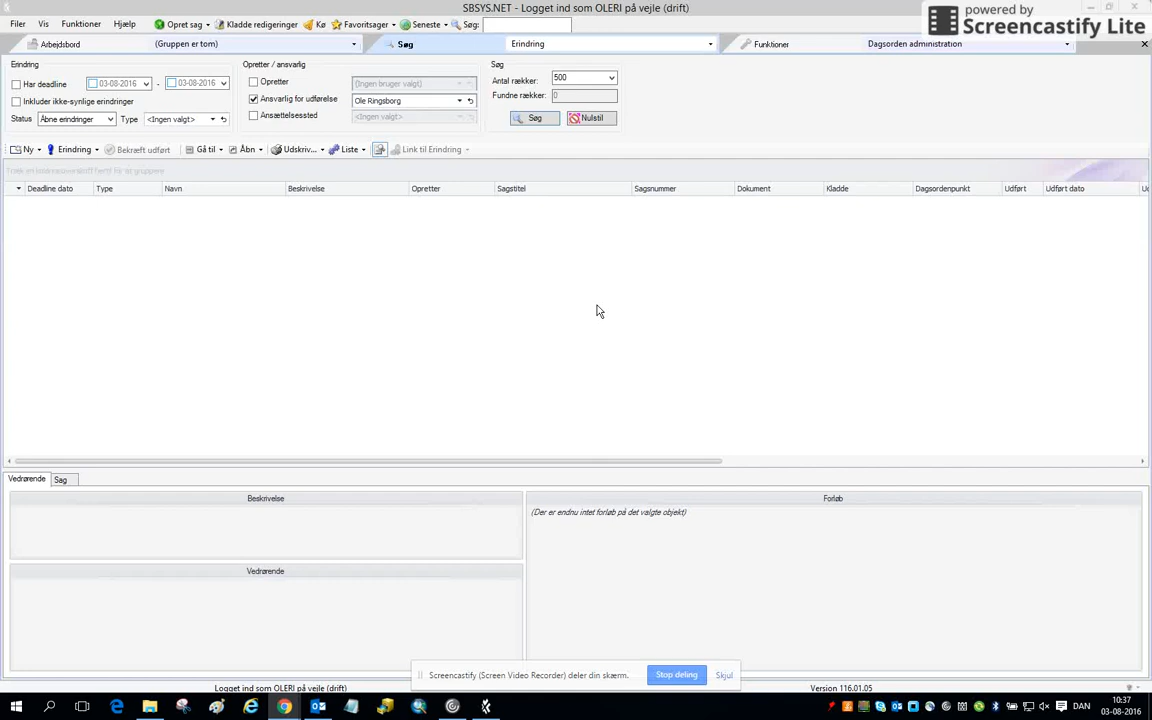 SBSYS.NET - Logget ind som OLERI på vejle (drift)
powered by
Screencastify Lite
Filer Vis Funktioner Hjælp Opret sag Kladde redigeringer Kø Favoritsager Seneste Søg:
Arbejdsbord (Gruppen er tom) Søg Erindring Funktioner Dagsorden administration
Erindring
Har deadline 03-08-2016 - 03-08-2016
Inkluder ikke-synlige erindringer
Status Åbne erindringer Type <Ingen valgt>
Opretter / ansvarlig
Opretter (Ingen bruger valgt)
Ansvarlig for udførelse Ole Ringsborg
Ansættelsessted <Ingen valgt>
Søg
Antal rækker: 500
Fundne rækker: 0
Søg Nulstil
Ny Erindring Bekræft udført Gå til Åbn Udskriv... Liste Link til Erindring
Deadline dato Type Navn Beskrivelse Opretter Sagstitel Sagsnummer Dokument Kladde Dagsordenpunkt Udført Udført dato
Vedrørende Sag
Beskrivelse
Vedrørende
Forløb
(Der er endnu intet forløb på det valgte objekt)
Screencastify (Screen Video Recorder) deler din skærm. Stop deling Skjul
Logget ind som OLERI på vejle (drift) Version 116.01.05
DAN
10:37
03-08-2016